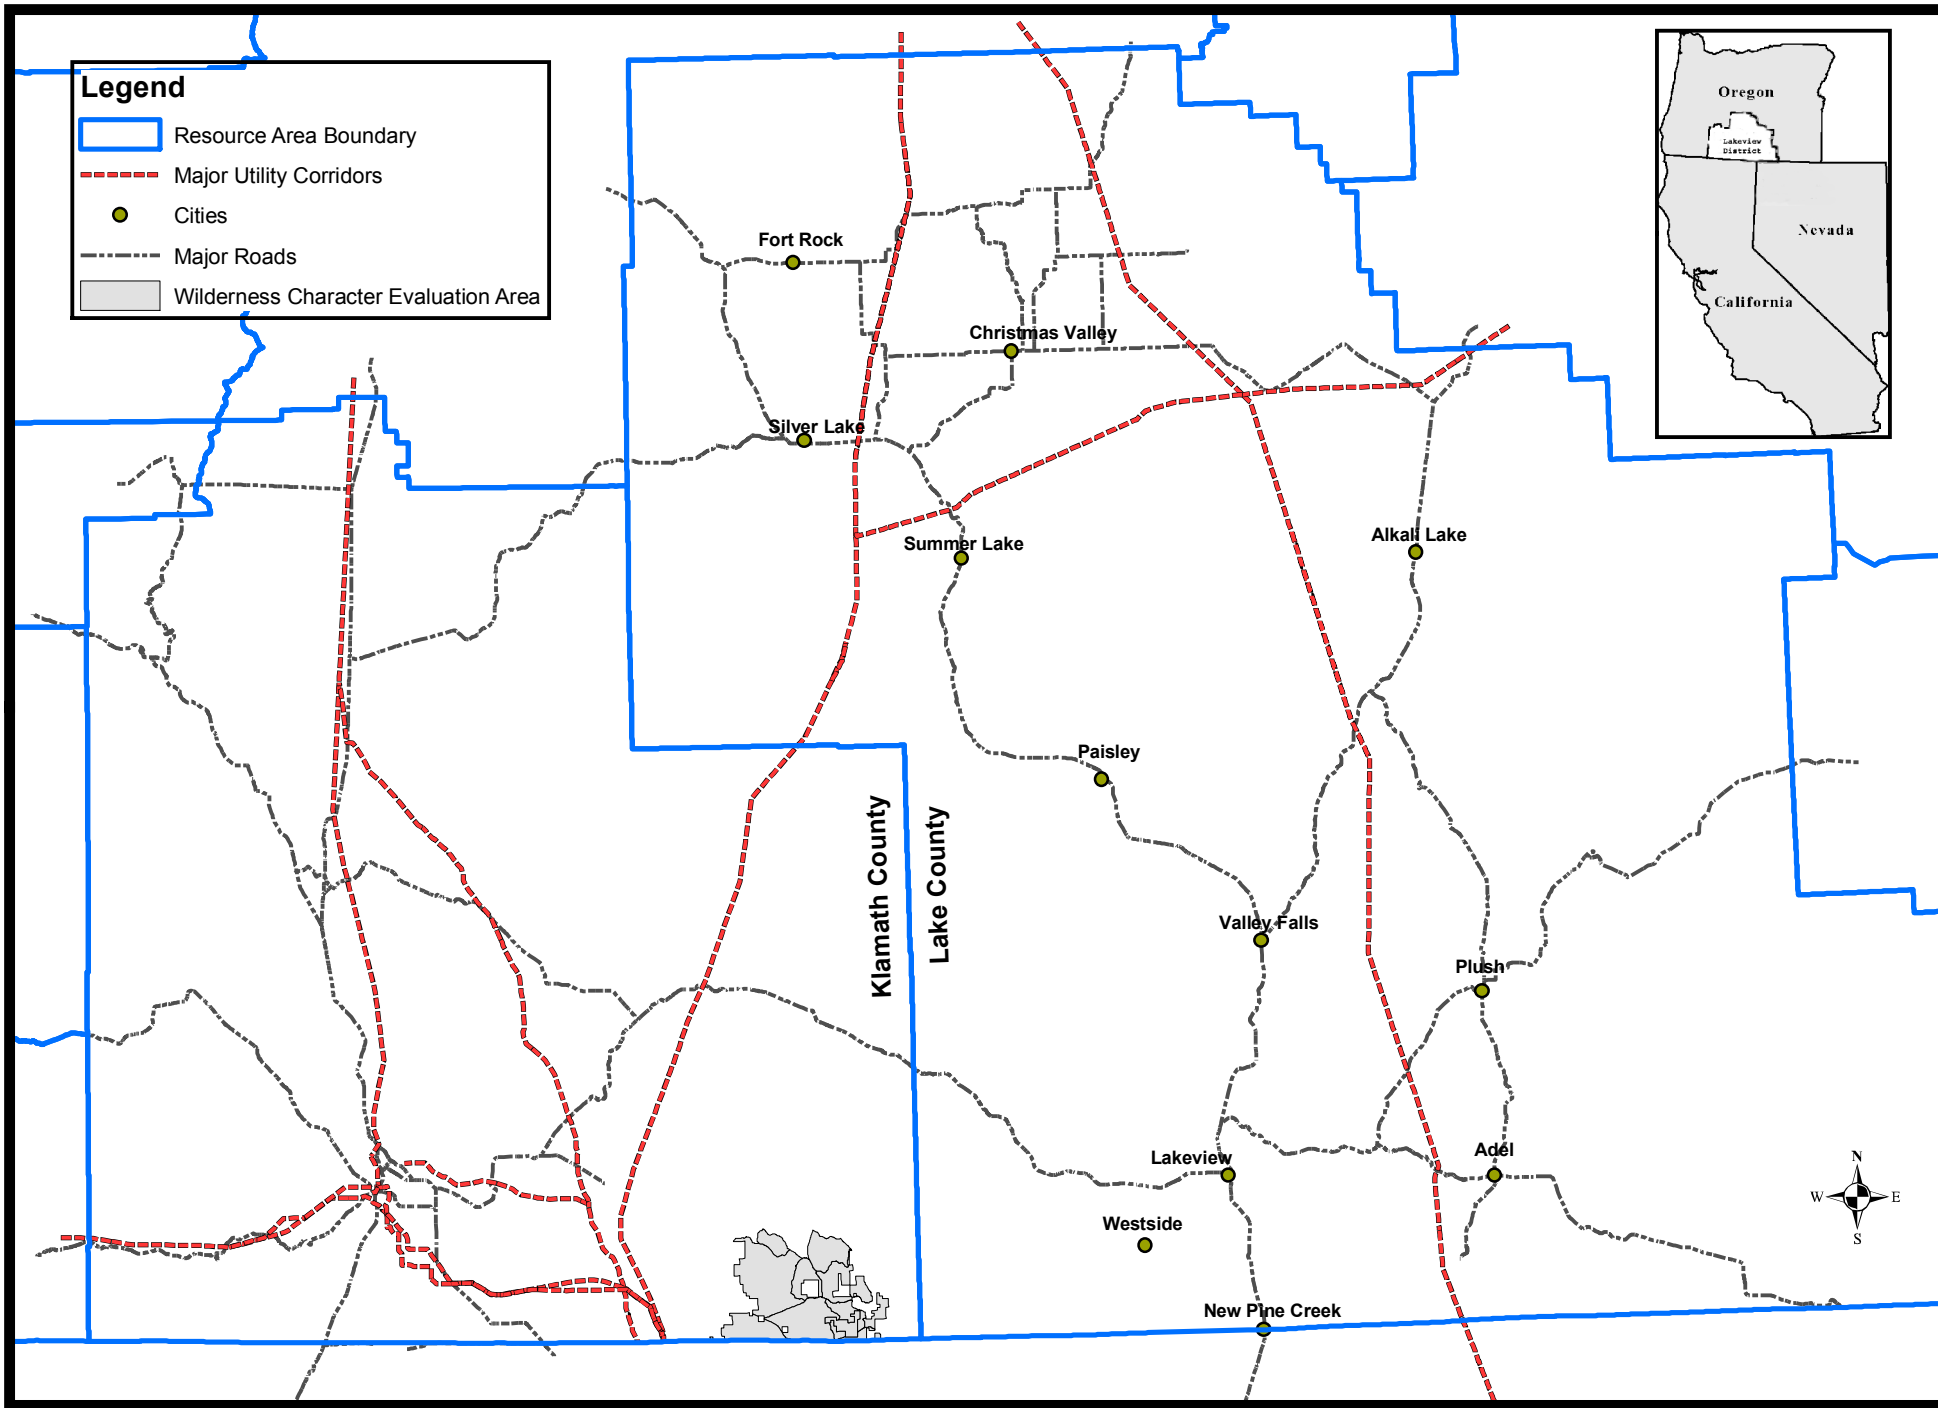 Legend
Resource Area Boundary
Major Utility Corridors
Cities
Major Roads
Wilderness Character Evaluation Area
Oregon
Lakeview
District
Nevada
California
Fort Rock
Christmas Valley
Silver Lake
Summer Lake
Alkali Lake
Paisley
Klamath County
Lake County
Valley Falls
Plush
Lakeview
Adel
Westside
New Pine Creek
N
W
E
S